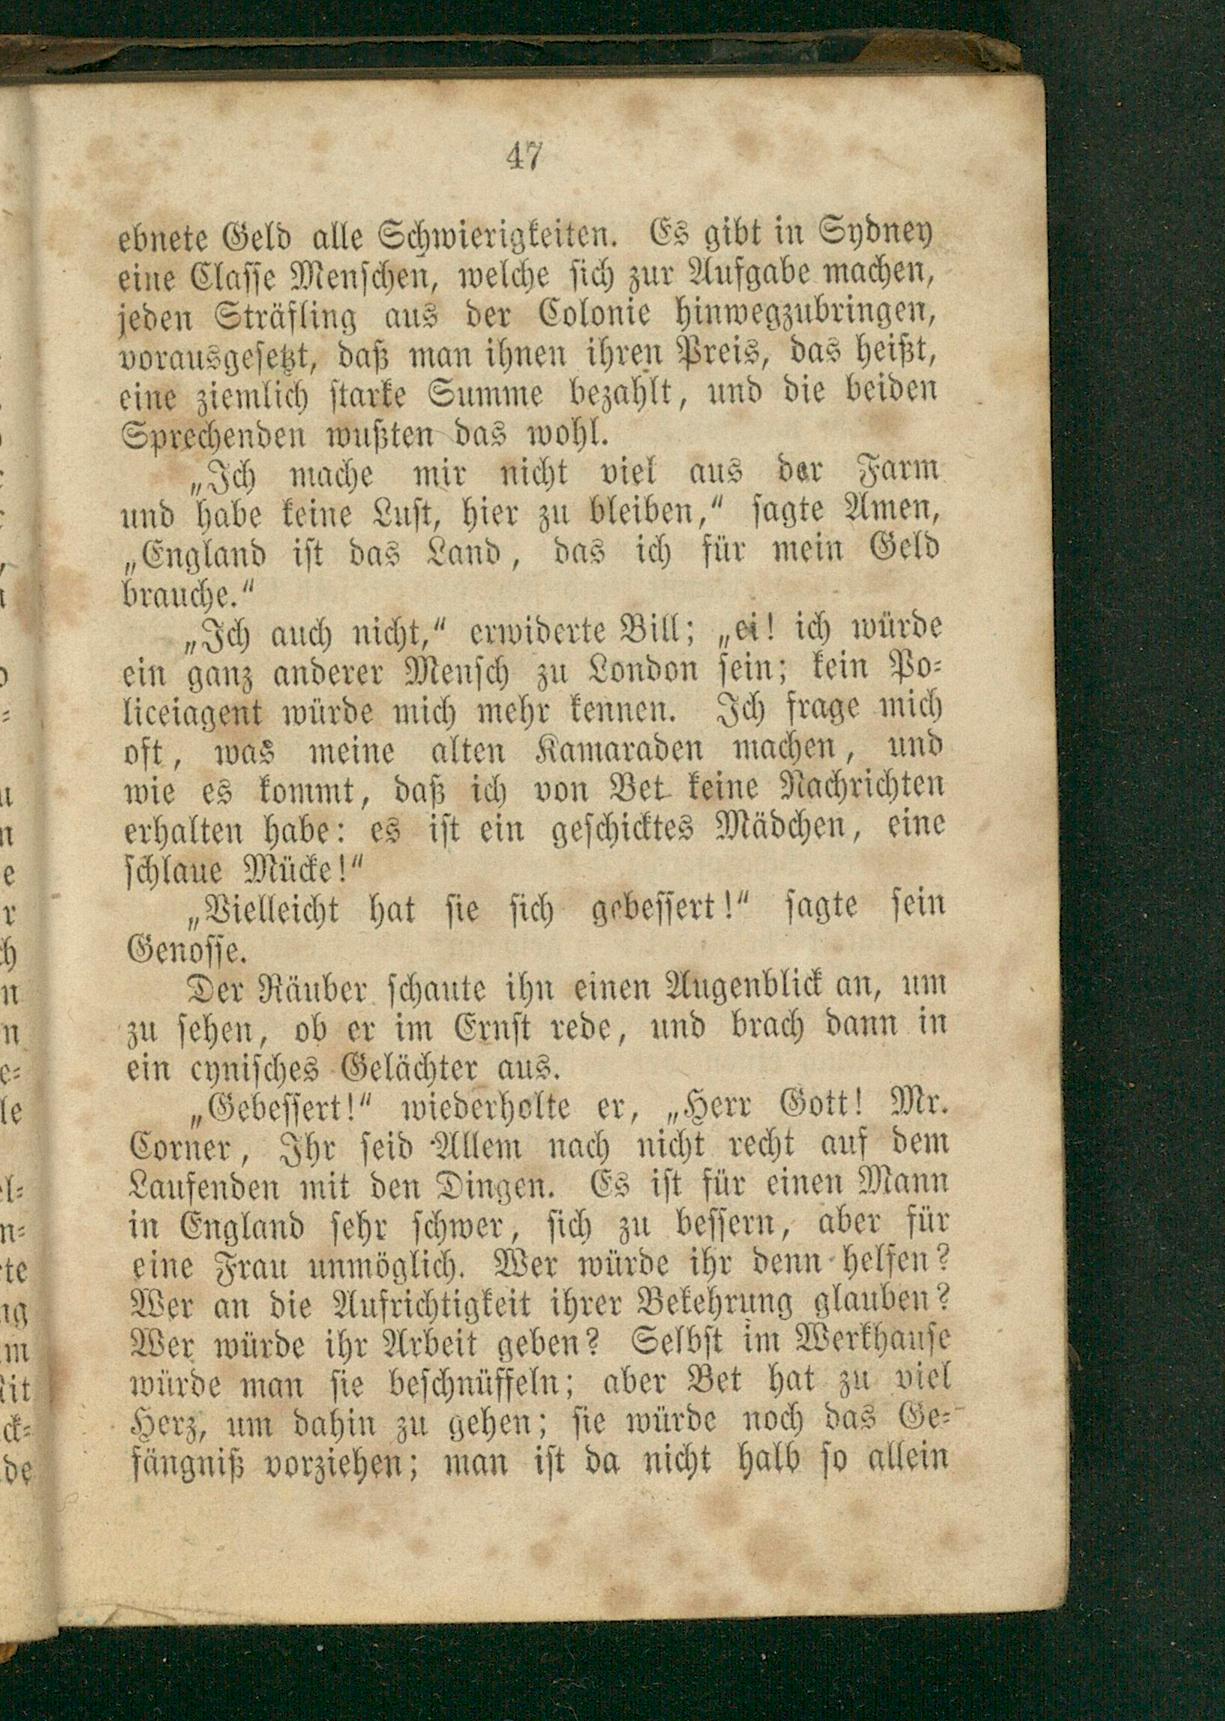 47
ebnete Geld alle Schwierigkeiten. Es gibt in Sydney
eine Classe Menschen, welche sich zur Aufgabe machen,
jeden Sträfling aus der Colonie hinwegzubringen,
vorausgesetzt, daß man ihnen ihren Preis, das heißt,
eine ziemlich starke Summe bezahlt, und die beiden
Sprechenden wußten das wohl.
„Ich mache mir nicht viel aus der Farm
und habe keine Lust, hier zu bleiben,“ sagte Amen,
„England ist das Land, das ich für mein Geld
brauche.“
„Ich auch nicht,“ erwiderte Bill; „ei! ich würde
ein ganz anderer Mensch zu London sein; kein Po-
liceiagent würde mich mehr kennen. Ich frage mich
oft, was meine alten Kamaraden machen, und
wie es kommt, daß ich von Bet keine Nachrichten
erhalten habe: es ist ein geschicktes Mädchen, eine
schlaue Mücke!“
„Vielleicht hat sie sich gebessert!“ sagte sein
Genosse.
Der Räuber schaute ihn einen Augenblick an, um
zu sehen, ob er im Ernst rede, und brach dann in
ein cynisches Gelächter aus.
„Gebessert!“ wiederholte er, „Herr Gott! Mr.
Corner, Ihr seid Allem nach nicht recht auf dem
Laufenden mit den Dingen. Es ist für einen Mann
in England sehr schwer, sich zu bessern, aber für
eine Frau unmöglich. Wer würde ihr denn helfen?
Wer an die Aufrichtigkeit ihrer Bekehrung glauben?
Wer würde ihr Arbeit geben? Selbst im Werkhause
würde man sie beschnüffeln; aber Bet hat zu viel
Herz, um dahin zu gehen; sie würde noch das Ge-
fängniß vorziehen; man ist da nicht halb so allein